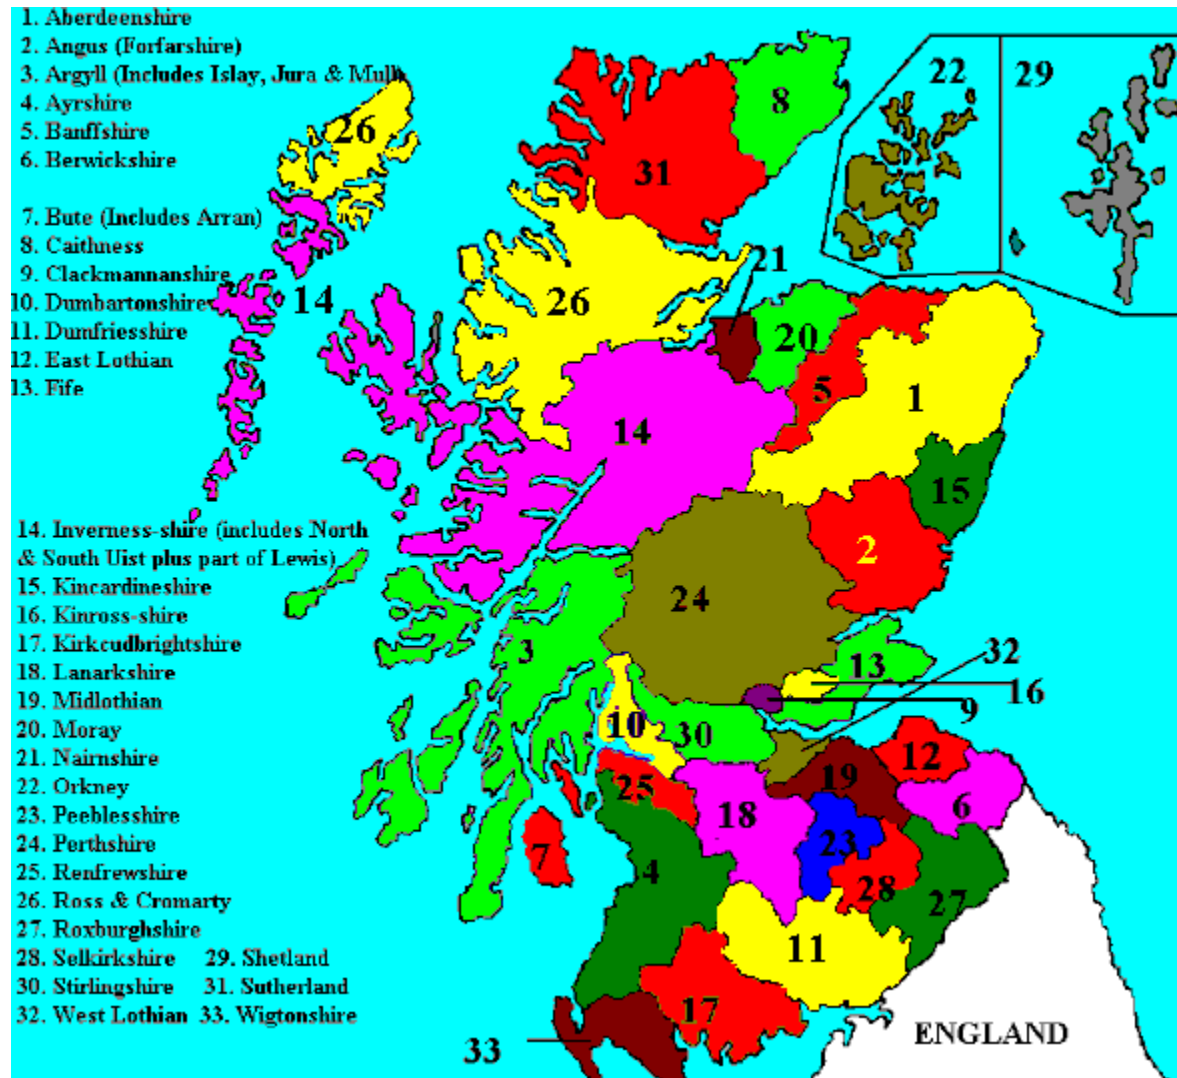 1. Aberdeenshire
2. Angus (Forfarshire)
3. Argyll (Includes Islay, Jura & Mull)
4. Ayrshire
5. Banffshire
6. Berwickshire
7. Bute (Includes Arran)
8. Caithness
9. Clackmannanshire
10. Dumbartonshire
11. Dumfriesshire
12. East Lothian
13. Fife
14. Inverness-shire (includes North
& South Uist plus part of Lewis)
15. Kincardineshire
16. Kinross-shire
17. Kirkcudbrightshire
18. Lanarkshire
19. Midlothian
20. Moray
21. Nairnshire
22. Orkney
23. Peeblesshire
24. Perthshire
25. Renfrewshire
26. Ross & Cromarty
27. Roxburghshire
28. Selkirkshire 29. Shetland
30. Stirlingshire 31. Sutherland
32. West Lothian 33. Wigtonshire
22
29
8
26
31
21
14
26
20
5
1
14
15
2
24
3
13
32
16
9
10
30
12
25
19
6
18
7
23
4
28
27
11
17
33
ENGLAND